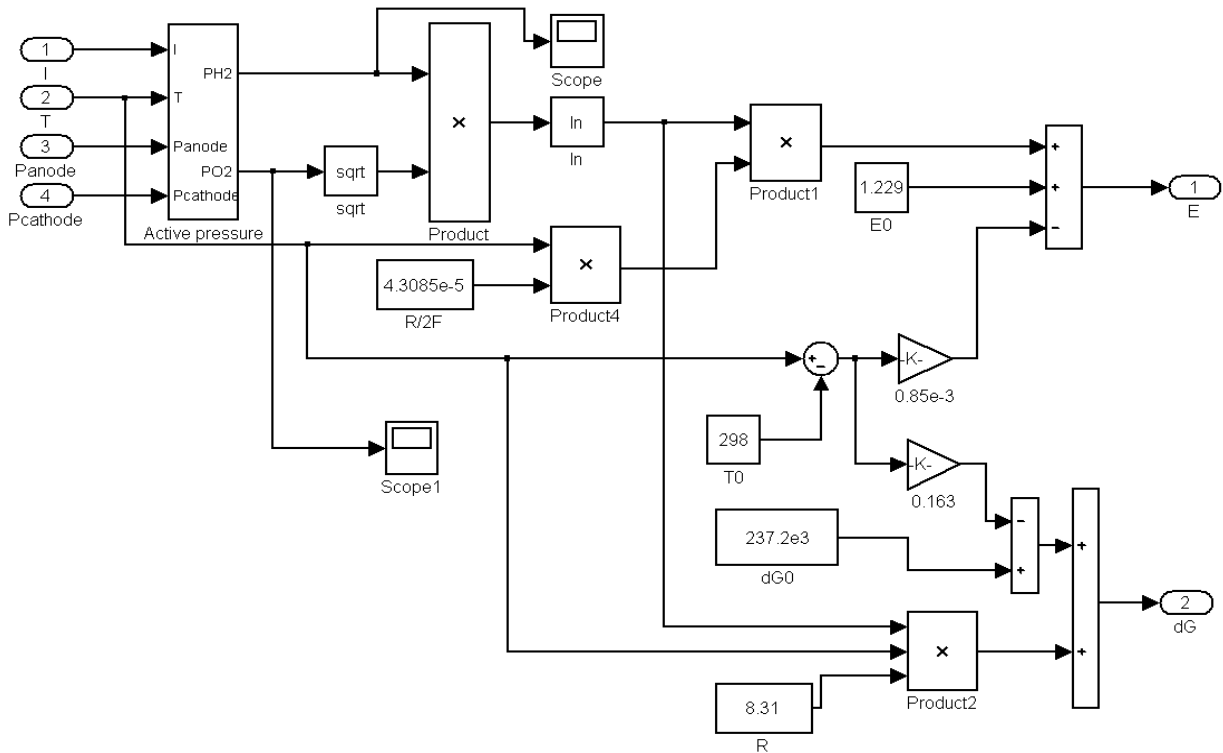 1
I
2
T
3
Panode
4
Pcathode
I
T
Panode
Pcathode
PH2
PO2
Active pressure
sqrt
sqrt
×
Product
Scope
ln
ln
×
Product1
1.229
E0
+
+
-
1
E
4.3085e-5
R/2F
×
Product4
+
-
-K-
0.85e-3
Scope1
298
T0
-K-
0.163
237.2e3
dG0
-
+
+
+
2
dG
×
Product2
8.31
R